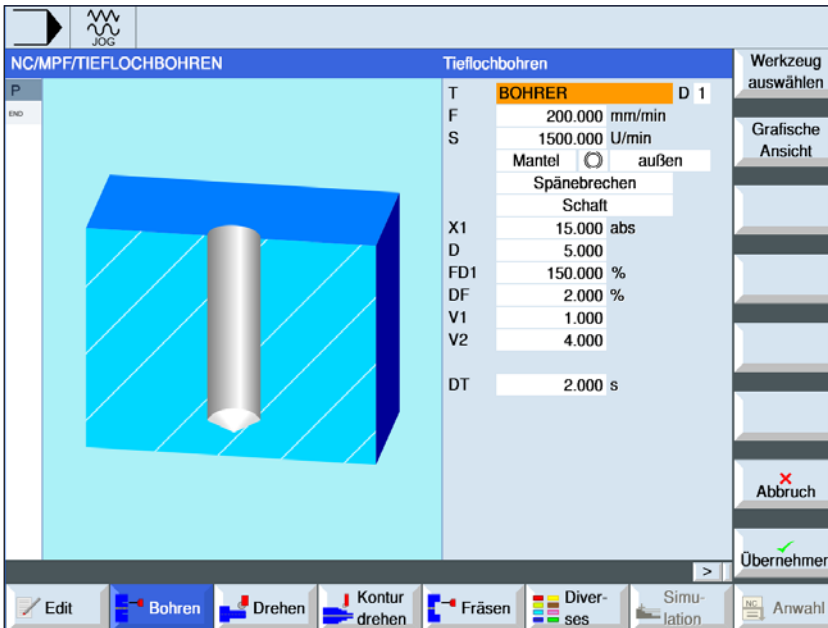 JOG
NC/MPF/TIEFLOCHBOHREN
Tieflochbohren
P
END
T BOHRER D 1
F 200.000 mm/min
S 1500.000 U/min
Mantel außen
Spänebrechen
Schaft
X1 15.000 abs
D 5.000
FD1 150.000 %
DF 2.000 %
V1 1.000
V2 4.000
DT 2.000 s
Werkzeug
auswählen
Grafische
Ansicht
Abbruch
Übernehmer
>
Edit
Bohren
Drehen
Kontur
drehen
Fräsen
Diver-
ses
Simu-
lation
NC
Anwahl